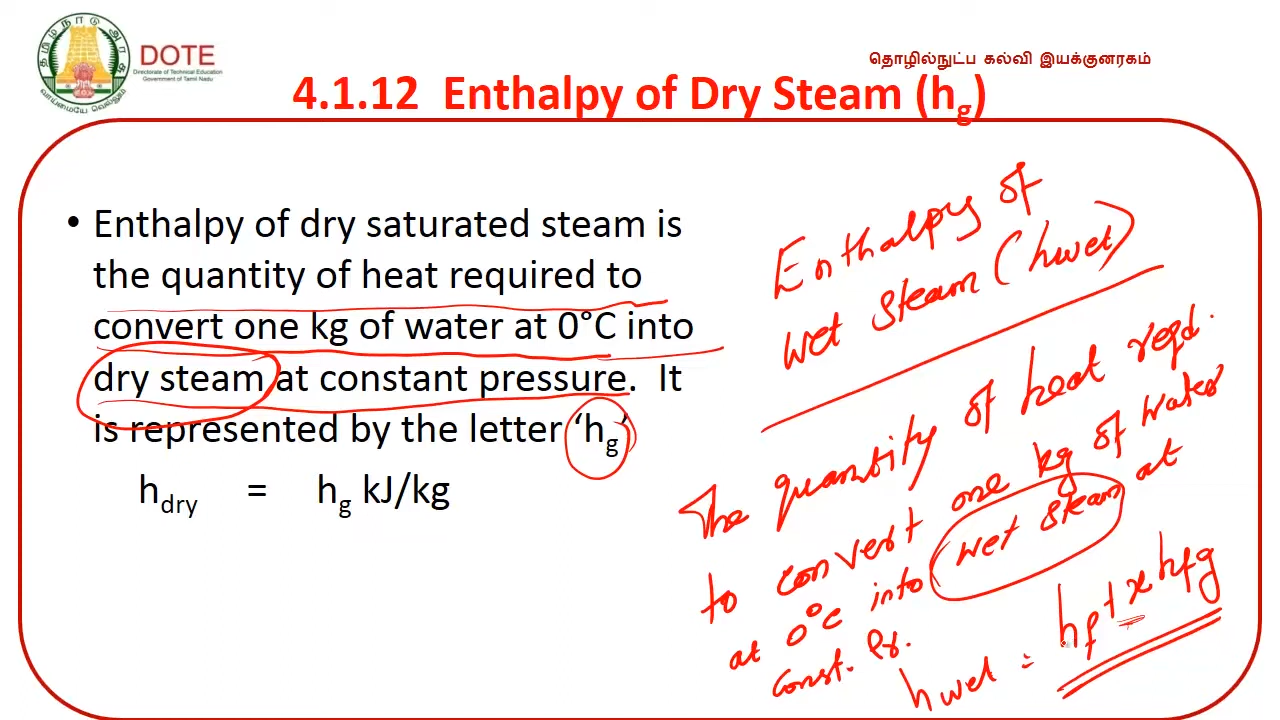 தமிழ்நாடு அரசு
வாய்மையே வெல்லும்
DOTE
Directorate of Technical Education
Government of Tamil Nadu
தொழில்நுட்ப கல்வி இயக்குனரகம்
4.1.12 Enthalpy of Dry Steam (hg)
• Enthalpy of dry saturated steam is
the quantity of heat required to
convert one kg of water at 0°C into
dry steam at constant pressure. It
is represented by the letter ‘hg’
hdry = hg kJ/kg
Enthalpy of
Wet Steam (hwet)
The quantity of heat reqd.
to convert one kg of water
at 0°C into wet steam at
const. Pr.
hwet = hf + x hfg